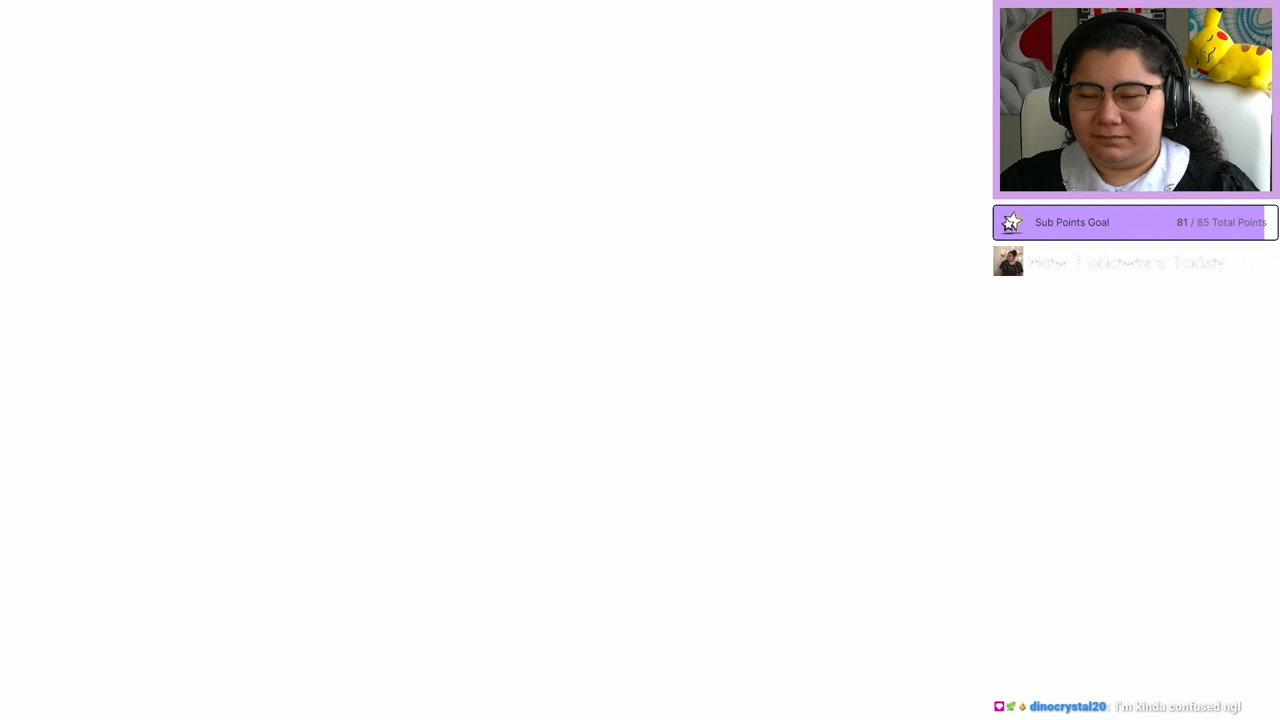 Sub Points Goal
81 / 85 Total Points
New Followers Today
dinocrystal20: I'm kinda confused ngl